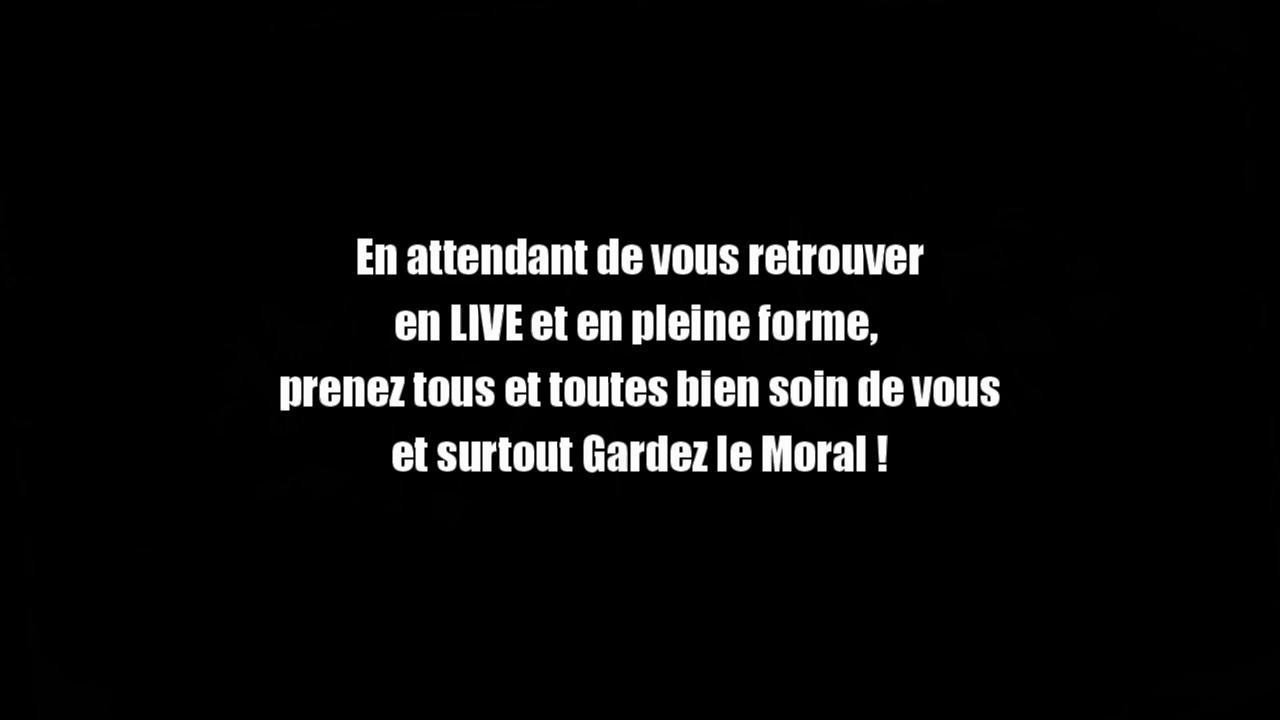 En attendant de vous retrouver
en LIVE et en pleine forme,
prenez tous et toutes bien soin de vous
et surtout Gardez le Moral !